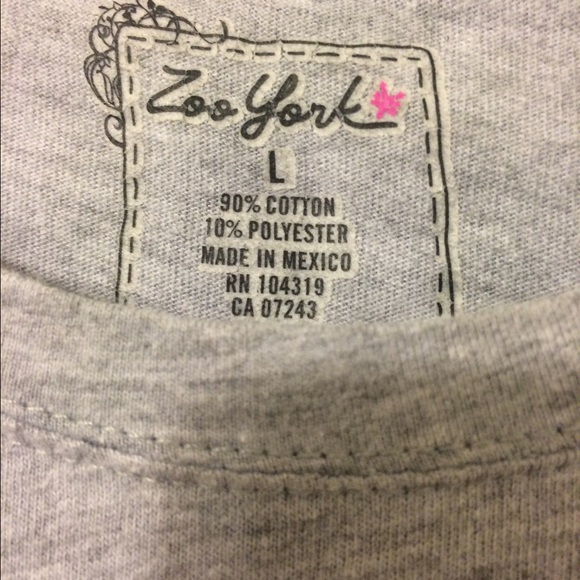 Zoo York
L
90% COTTON
10% POLYESTER
MADE IN MEXICO
RN 104319
CA 07243